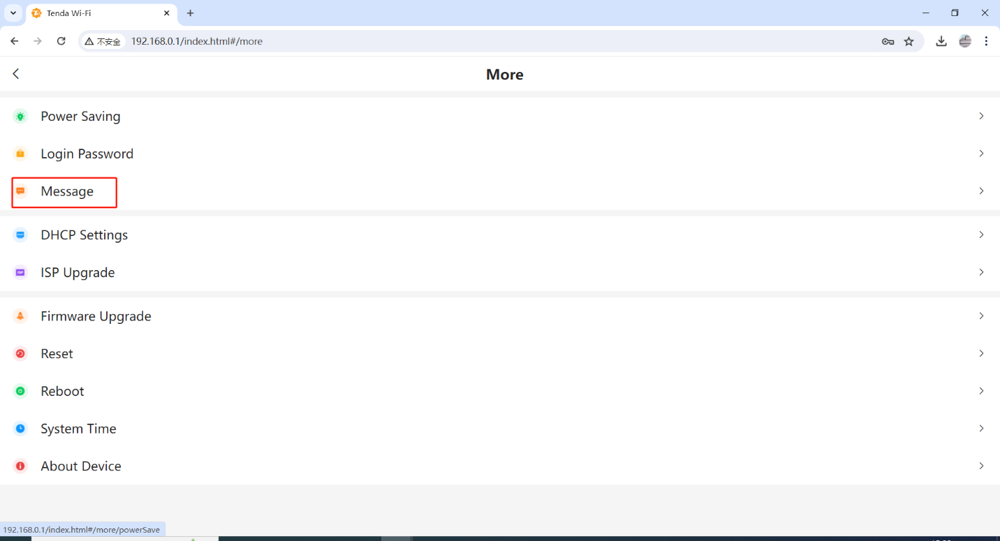 Tenda Wi-Fi
不安全 192.168.0.1/index.html#/more
More
Power Saving
Login Password
Message
DHCP Settings
ISP Upgrade
Firmware Upgrade
Reset
Reboot
System Time
About Device
192.168.0.1/index.html#/more/powerSave